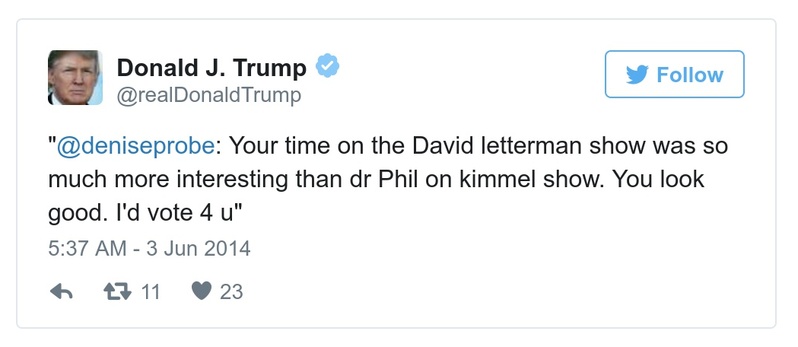 Donald J. Trump
@realDonaldTrump
Follow
"@deniseprobe: Your time on the David letterman show was so
much more interesting than dr Phil on kimmel show. You look
good. I'd vote 4 u"
5:37 AM - 3 Jun 2014
11 23